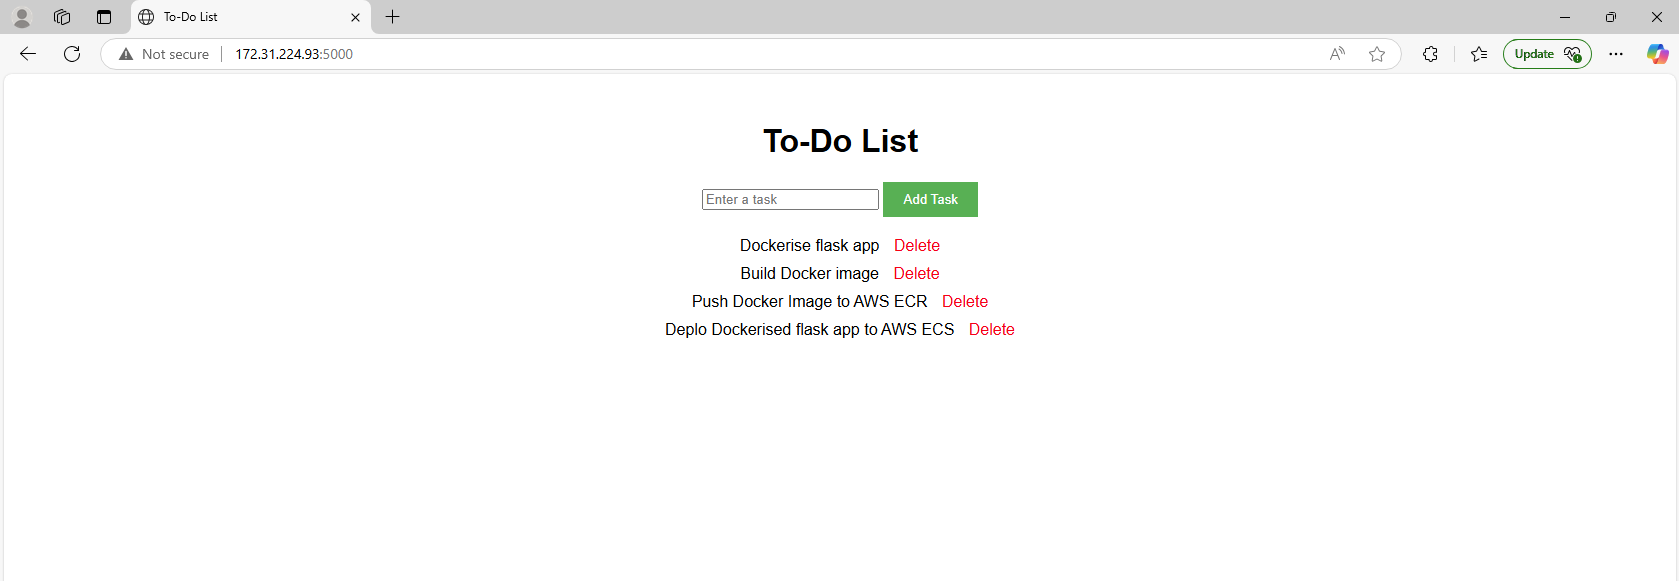 To-Do List
Not secure 172.31.224.93:5000
Update
To-Do List
Enter a task Add Task
Dockerise flask app Delete
Build Docker image Delete
Push Docker Image to AWS ECR Delete
Deplo Dockerised flask app to AWS ECS Delete